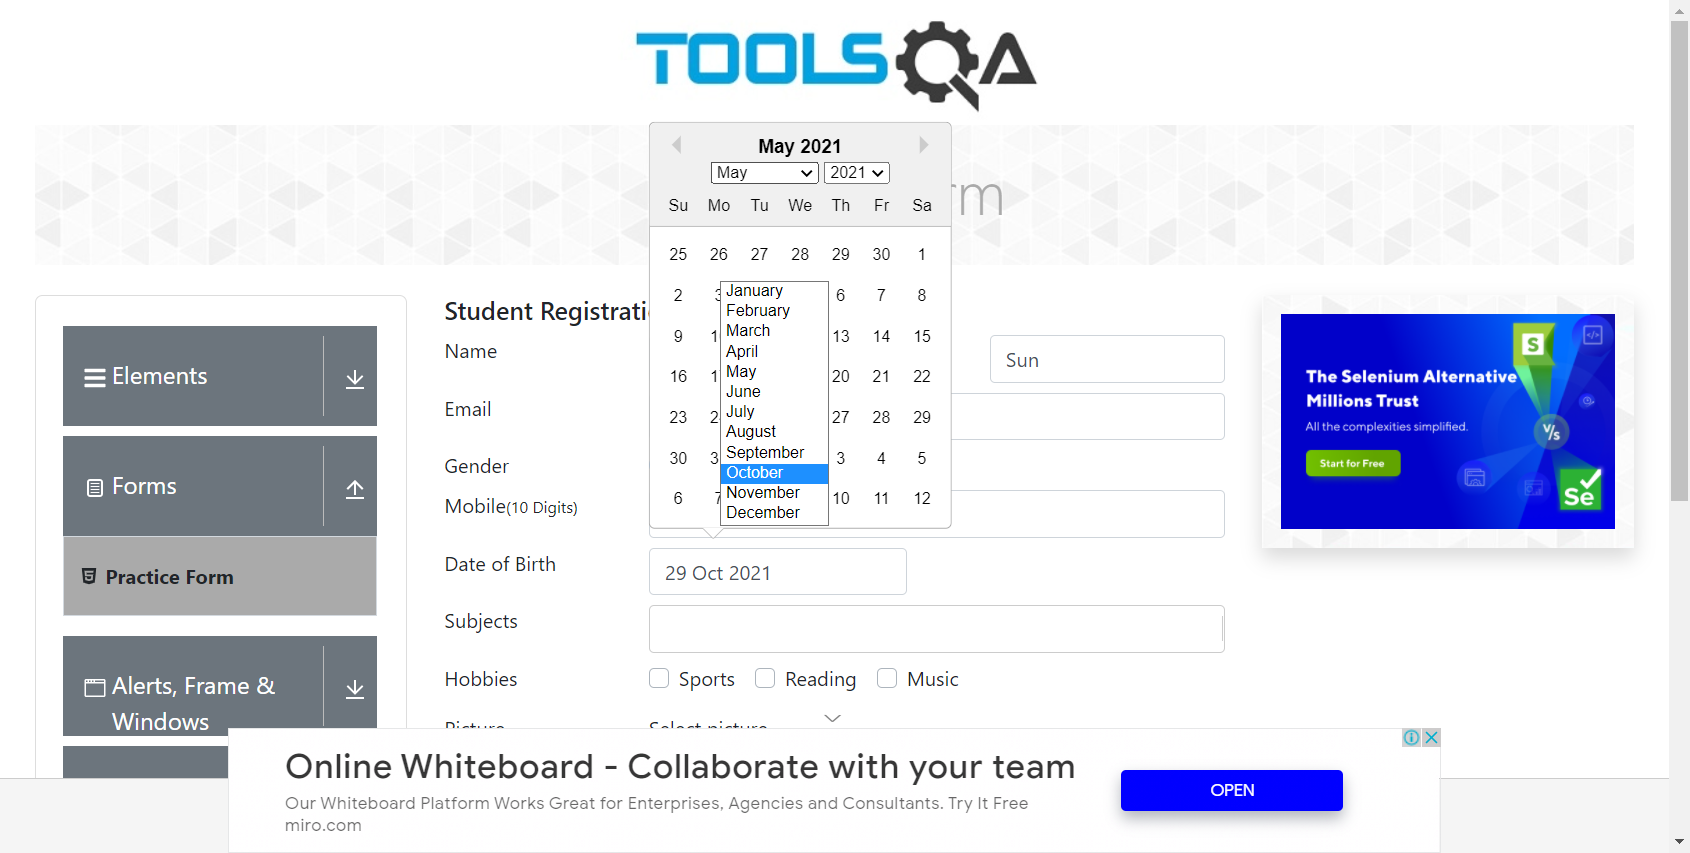 TOOLSQA
May 2021
May 2021
Su Mo Tu We Th Fr Sa
25 26 27 28 29 30 1
2 6 7 8
9 13 14 15
16 20 21 22
23 27 28 29
30 3 4 5
6 10 11 12
January
February
March
April
May
June
July
August
September
October
November
December
rm
Elements
Forms
Practice Form
Alerts, Frame &
Windows
Student Registrati
Name
Sun
Email
Gender
Mobile(10 Digits)
Date of Birth
29 Oct 2021
Subjects
Hobbies
Sports Reading Music
Picture
Select picture
The Selenium Alternative
Millions Trust
All the complexities simplified.
Start for Free
S
</>
V/s
Se
Online Whiteboard - Collaborate with your team
Our Whiteboard Platform Works Great for Enterprises, Agencies and Consultants. Try It Free
miro.com
OPEN